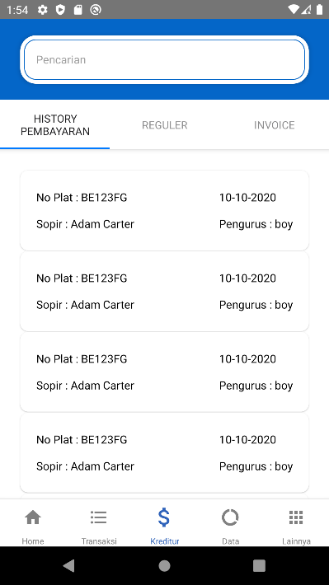 1:54
Pencarian
HISTORY
PEMBAYARAN
REGULER
INVOICE
No Plat : BE123FG
10-10-2020
Sopir : Adam Carter
Pengurus : boy
No Plat : BE123FG
10-10-2020
Sopir : Adam Carter
Pengurus : boy
No Plat : BE123FG
10-10-2020
Sopir : Adam Carter
Pengurus : boy
No Plat : BE123FG
10-10-2020
Sopir : Adam Carter
Pengurus : boy
Home
Transaksi
Kreditur
Data
Lainnya